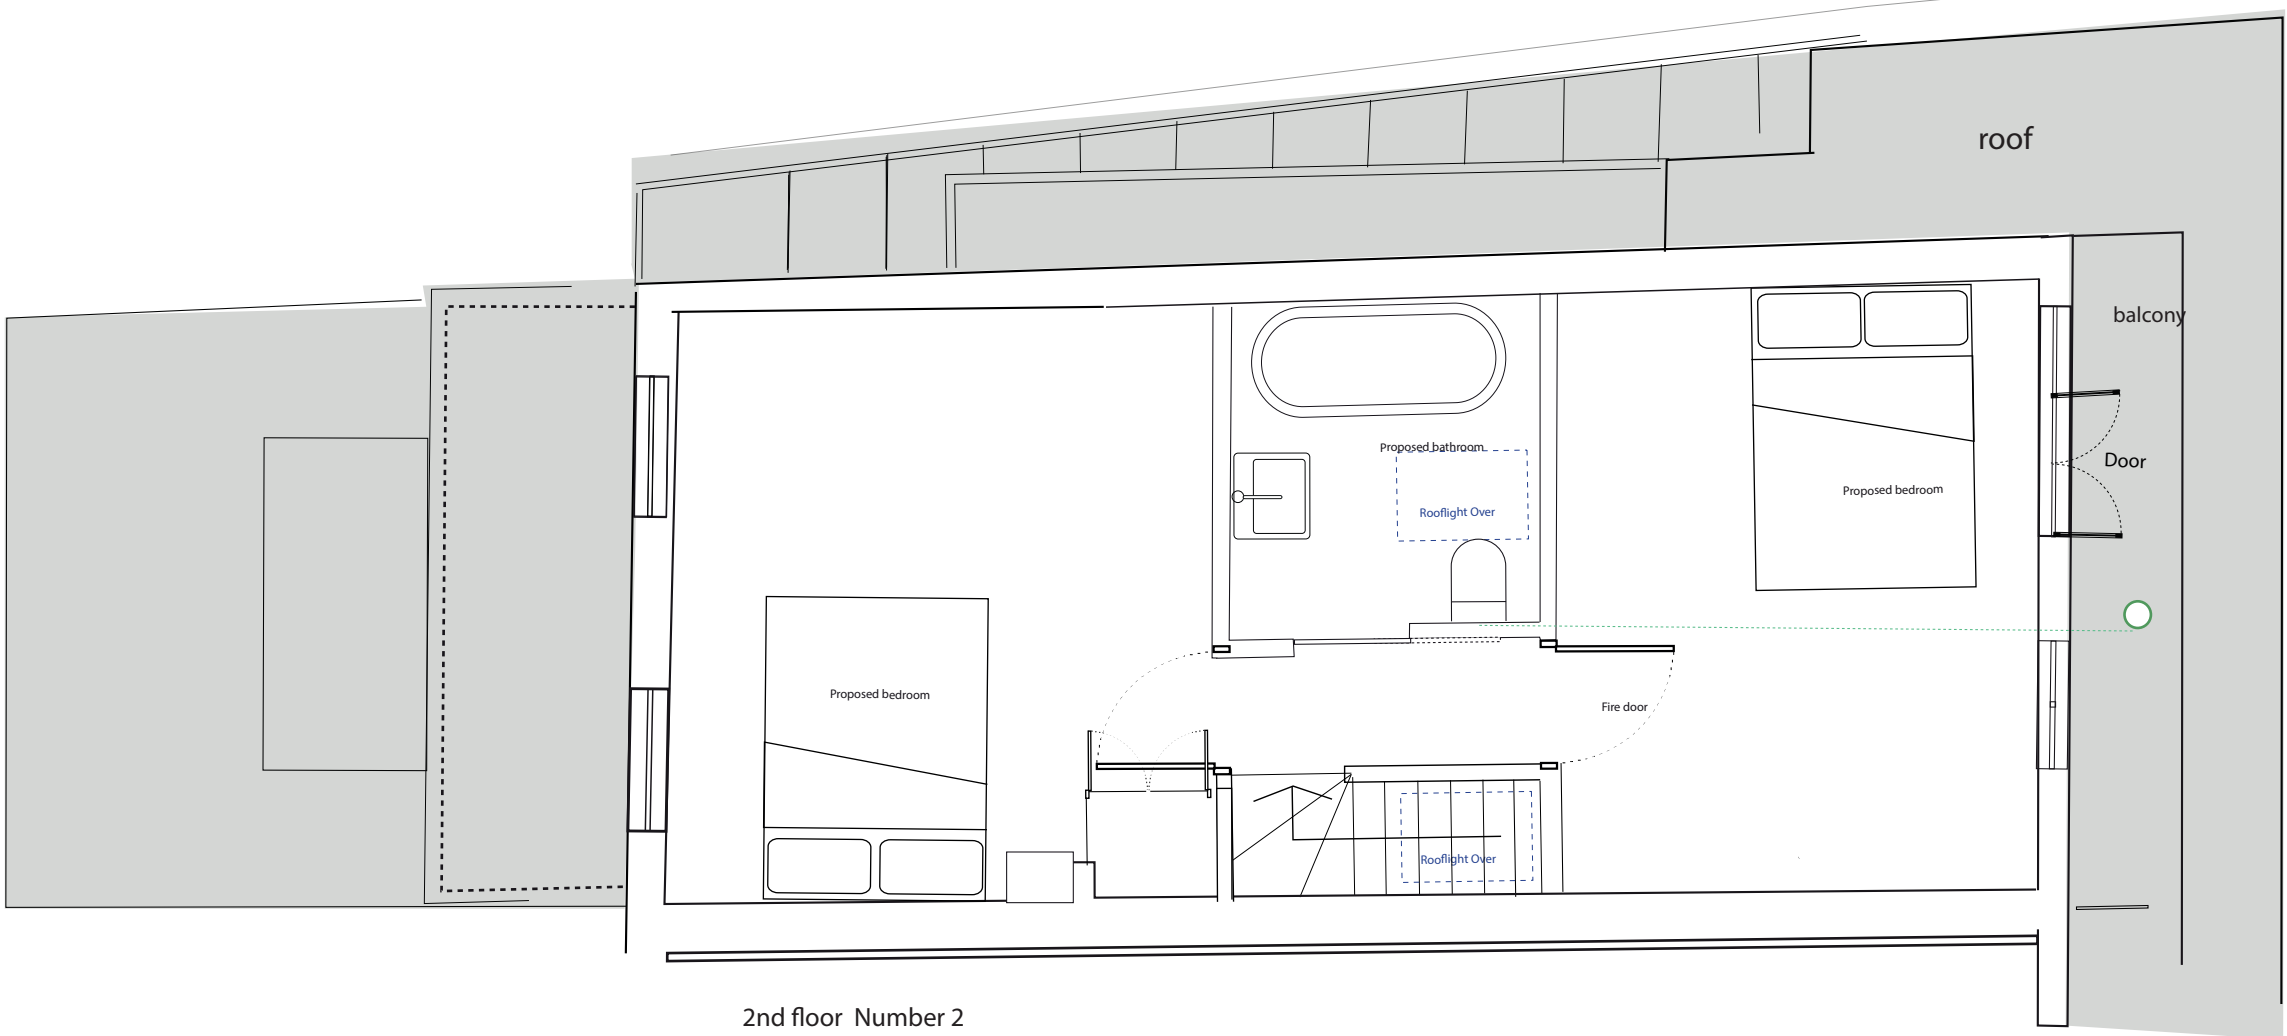 roof
balcony
Proposed bathroom
Door
Proposed bedroom
Rooflight Over
Proposed bedroom
Fire door
Rooflight Over
2nd floor Number 2